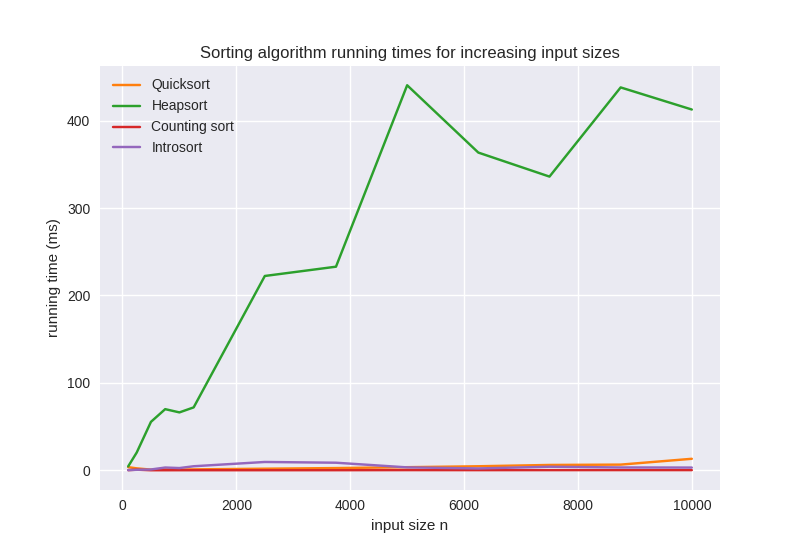 Sorting algorithm running times for increasing input sizes
Quicksort
Heapsort
Counting sort
Introsort
400
300
200
100
0
running time (ms)
0 2000 4000 6000 8000 10000
input size n